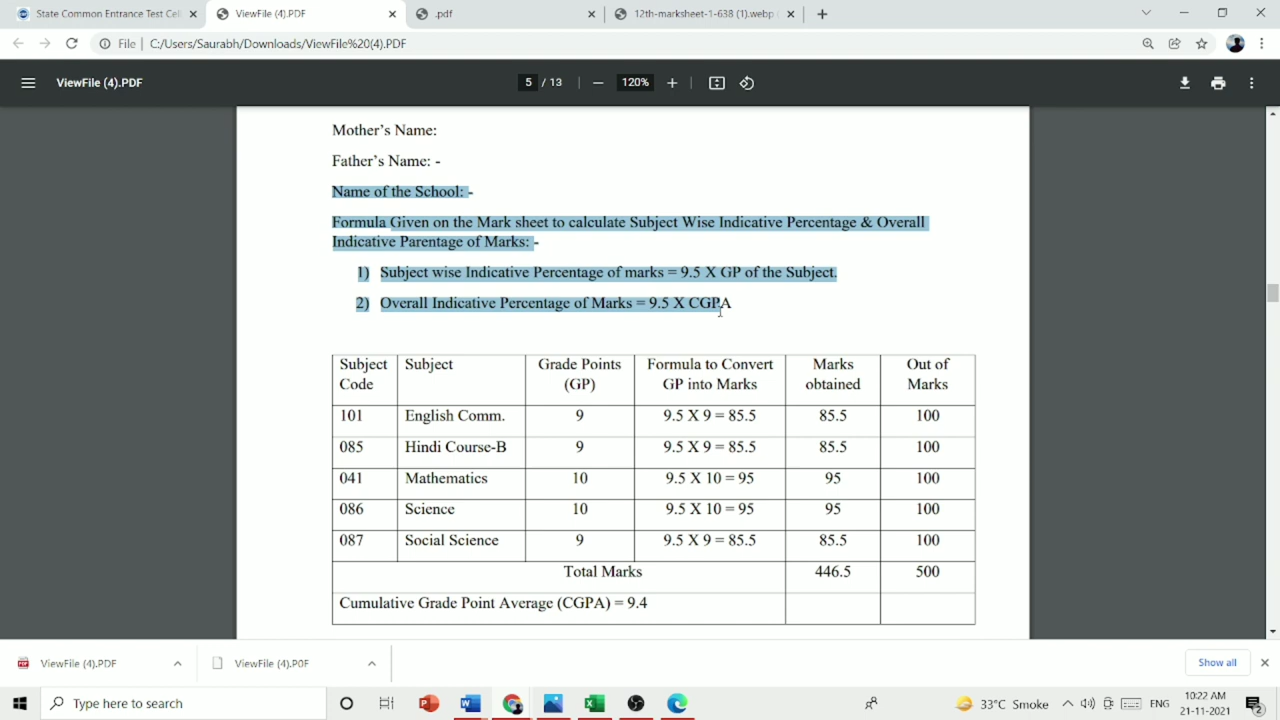 State Common Entrance Test Cell
ViewFile (4).PDF
.pdf
12th-marksheet-1-638 (1).webp (
File | C:/Users/Saurabh/Downloads/ViewFile%20(4).PDF
ViewFile (4).PDF
5 / 13
120%
Mother’s Name:
Father’s Name: -
Name of the School: -
Formula Given on the Mark sheet to calculate Subject Wise Indicative Percentage & Overall
Indicative Parentage of Marks: -
1) Subject wise Indicative Percentage of marks = 9.5 X GP of the Subject.
2) Overall Indicative Percentage of Marks = 9.5 X CGPA
Subject Code Subject Grade Points (GP) Formula to Convert GP into Marks Marks obtained Out of Marks
101 English Comm. 9 9.5 X 9 = 85.5 85.5 100
085 Hindi Course-B 9 9.5 X 9 = 85.5 85.5 100
041 Mathematics 10 9.5 X 10 = 95 95 100
086 Science 10 9.5 X 10 = 95 95 100
087 Social Science 9 9.5 X 9 = 85.5 85.5 100
Total Marks 446.5 500
Cumulative Grade Point Average (CGPA) = 9.4
ViewFile (4).PDF
ViewFile (4).P0F
Show all
Type here to search
33°C Smoke
ENG
10:22 AM
21-11-2021
2